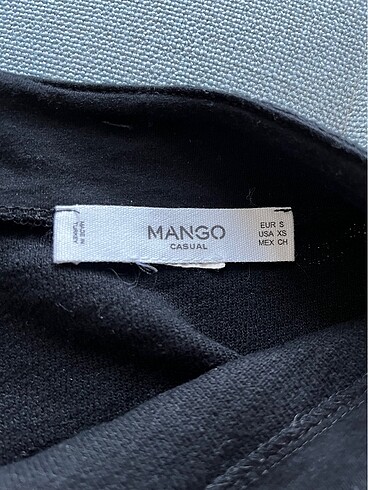 MADE IN
TURKEY
MANGO
CASUAL
EUR S
USA XS
MEX CH